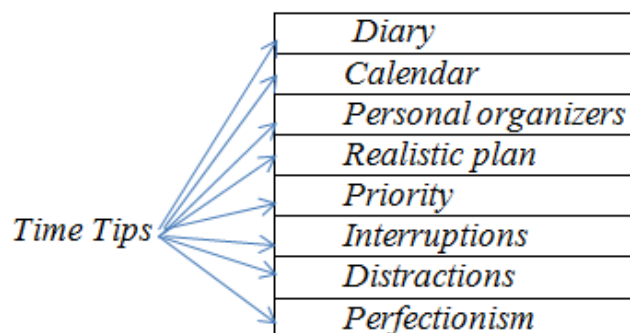 Diary
Calendar
Personal organizers
Realistic plan
Priority
Time Tips
Interruptions
Distractions
Perfectionism